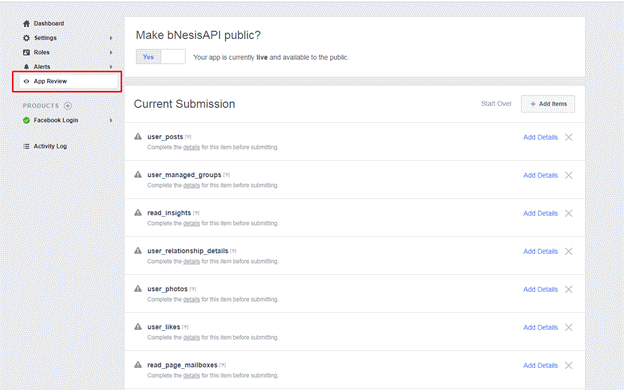 Dashboard
Settings
Roles
Alerts
App Review
PRODUCTS
Facebook Login
Activity Log
Make bNesisAPI public?
Yes
Your app is currently live and available to the public.
Current Submission
Start Over
+ Add Items
user_posts [?]
Add Details
Complete the details for this item before submitting.
user_managed_groups [?]
Add Details
Complete the details for this item before submitting.
read_insights [?]
Add Details
Complete the details for this item before submitting.
user_relationship_details [?]
Add Details
Complete the details for this item before submitting.
user_photos [?]
Add Details
Complete the details for this item before submitting.
user_likes [?]
Add Details
Complete the details for this item before submitting.
read_page_mailboxes [?]
Add Details
Complete the details for this item before submitting.